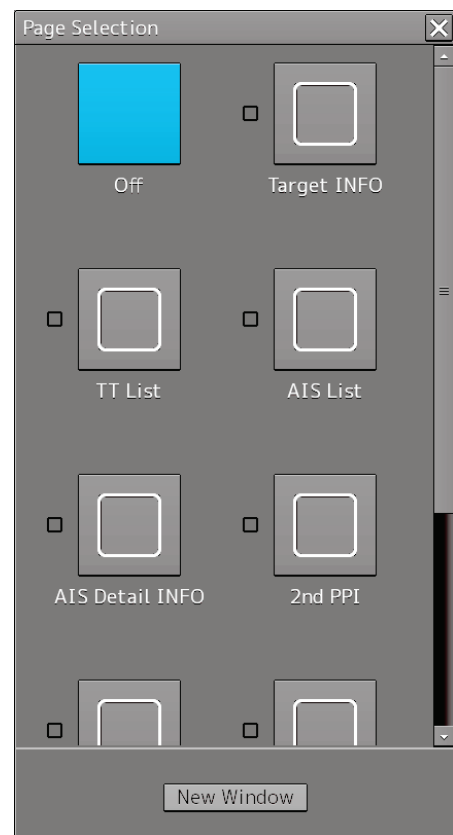 Page Selection
Off
Target INFO
TT List
AIS List
AIS Detail INFO
2nd PPI
New Window